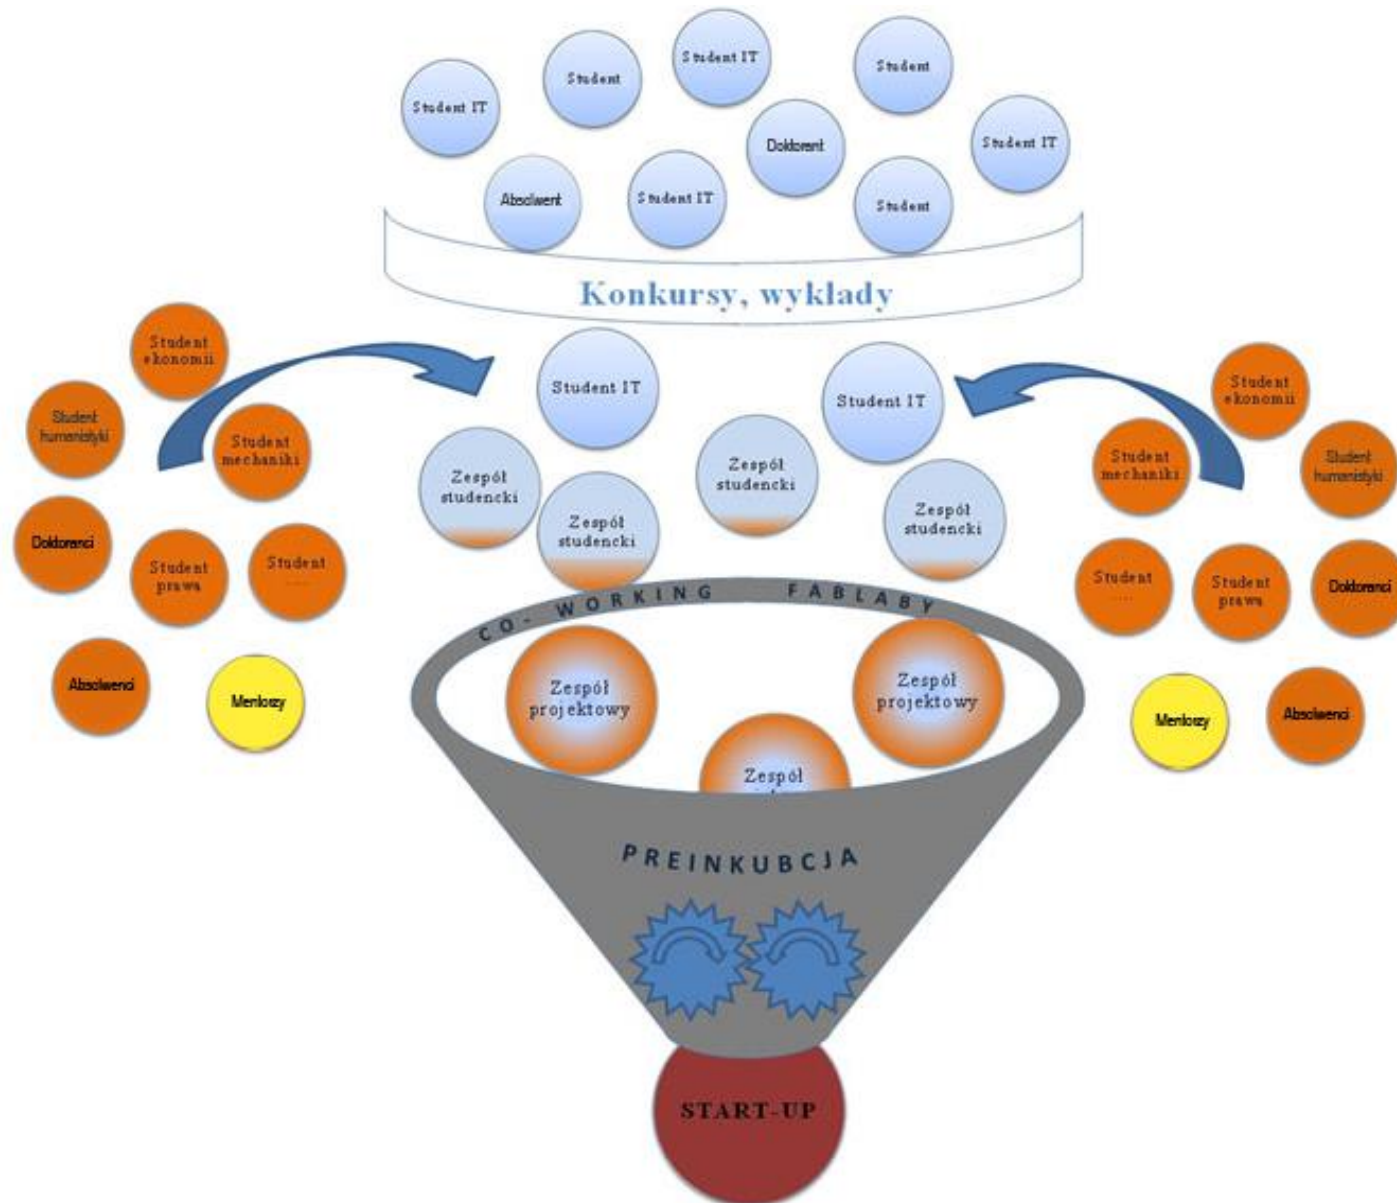 Student IT
Student
Student IT
Student
Student IT
Doktorant
Absolwent
Student IT
Student
Konkursy, wykłady
Student
ekonomii
Student
humanistyki
Student
mechaniki
Doktoranci
Student
prawa
Student
.....
Absolwenci
Mentorzy
Student IT
Student IT
Zespół
studencki
Zespół
studencki
Zespół
studencki
Zespół
studencki
Student
ekonomii
Student
mechaniki
Student
humanistyki
Student
.....
Student
prawa
Doktoranci
Mentorzy
Absolwenci
CO- WORKING FABLABY
Zespół
projektowy
Zespół
projektowy
Zespół
PREINKUBCJA
START-UP